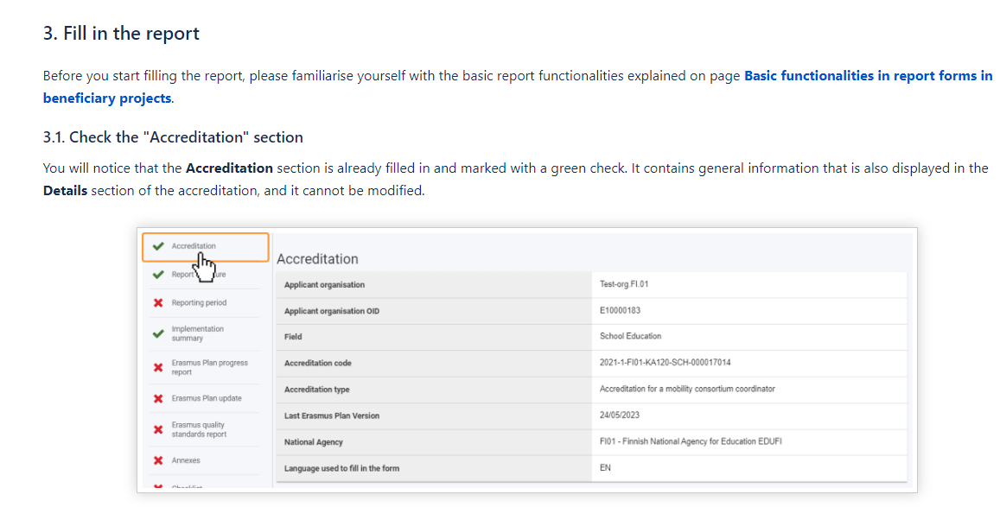 3. Fill in the report
Before you start filling the report, please familiarise yourself with the basic report functionalities explained on page Basic functionalities in report forms in
beneficiary projects.
3.1. Check the "Accreditation" section
You will notice that the Accreditation section is already filled in and marked with a green check. It contains general information that is also displayed in the
Details section of the accreditation, and it cannot be modified.
Accreditation
Report
Reporting period
Implementation
summary
Erasmus Plan progress
report
Erasmus Plan update
Erasmus quality
standards report
Annexes
Checklist
Accreditation
Applicant organisation Test-org.FI.01
Applicant organisation OID E10000183
Field School Education
Accreditation code 2021-1-FI01-KA120-SCH-000017014
Accreditation type Accreditation for a mobility consortium coordinator
Last Erasmus Plan Version 24/05/2023
National Agency FI01 - Finnish National Agency for Education EDUFI
Language used to fill in the form EN